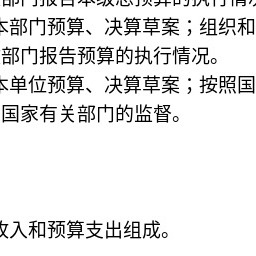 部门报告本级总预算的执行情况
本部门预算、决算草案；组织和
部门报告预算的执行情况。
本单位预算、决算草案；按照国
国家有关部门的监督。
收入和预算支出组成。